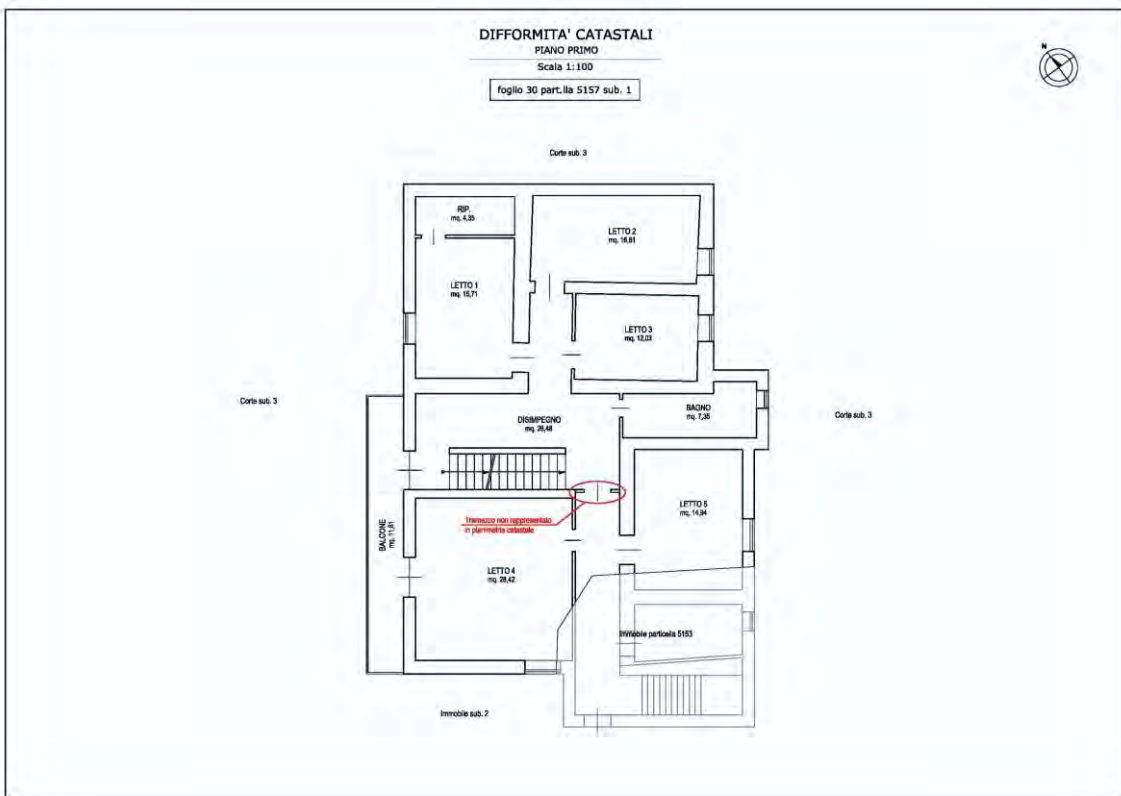 DIFFORMITA' CATASTALI
PIANO PRIMO
Scala 1:100
foglio 30 part.lla 5157 sub. 1
N
Corte sub. 3
RIP.
mq. 4,35
LETTO 2
mq. 16,61
LETTO 1
mq. 15,71
LETTO 3
mq. 12,03
Corte sub. 3
BAGNO
mq. 7,35
Corte sub. 3
DISIMPEGNO
mq. 26,48
LETTO 5
mq. 14,94
Tramezzo non rappresentato
in planimetria catastale
BALCONE
mq. 11,81
LETTO 4
mq. 26,42
Immobile particella 5153
Immobile sub. 2